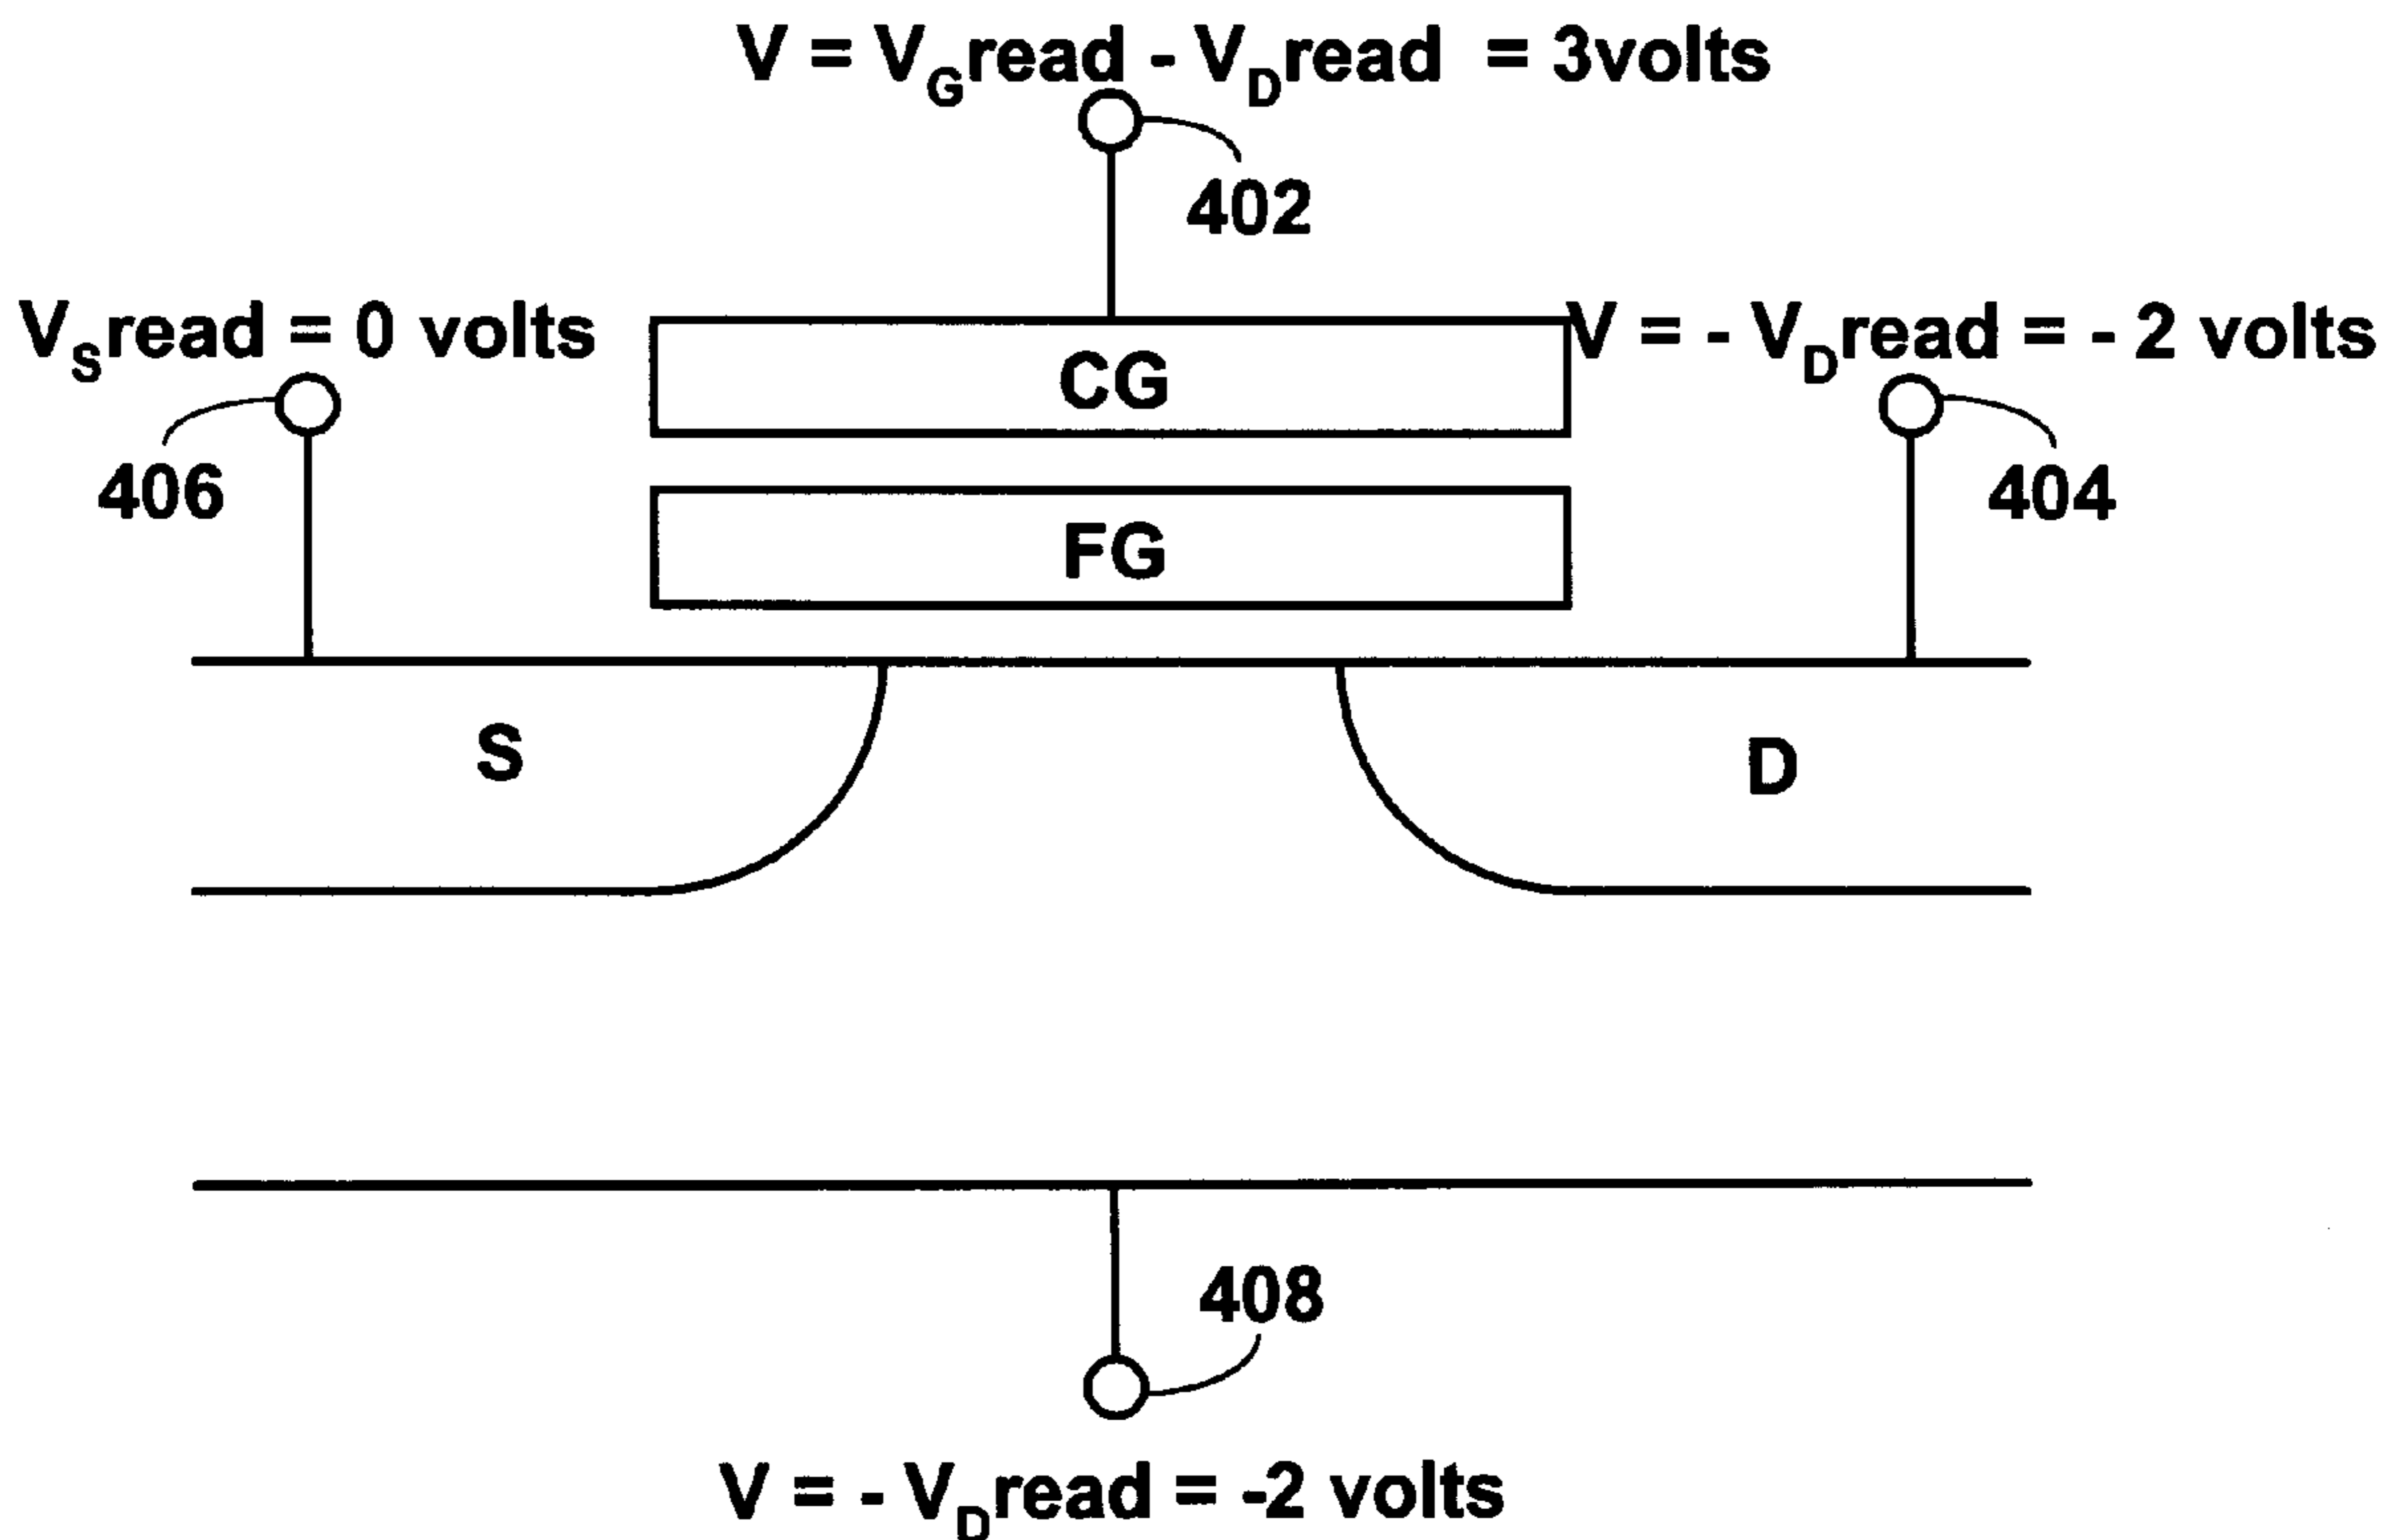 V = VGread - VDread = 3volts
402
VSread = 0 volts
V = - VDread = - 2 volts
CG
406
404
FG
S
D
408
V = - VDread = -2 volts